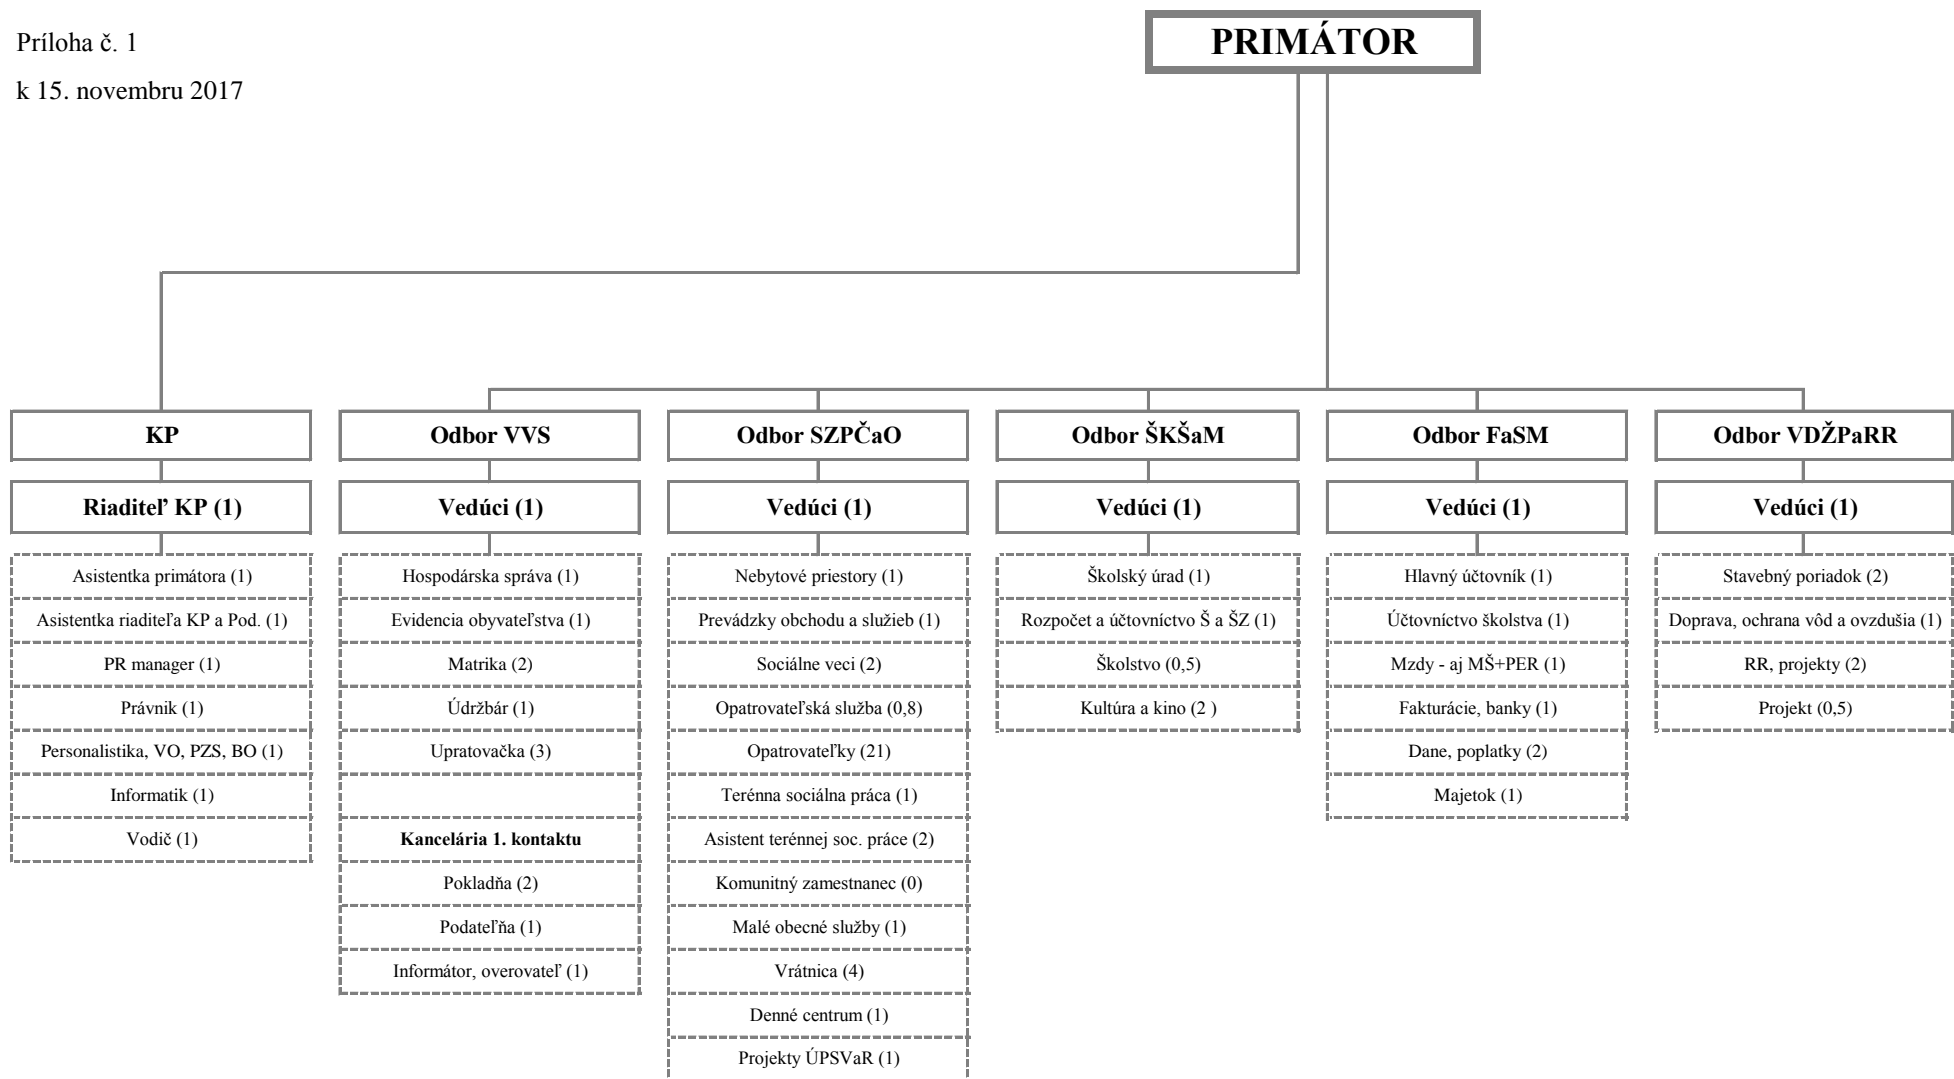 Príloha č. 1
k 15. novembru 2017
PRIMÁTOR
KP
Riaditeľ KP (1)
Asistentka primátora (1)
Asistentka riaditeľa KP a Pod. (1)
PR manager (1)
Právnik (1)
Personalistika, VO, PZS, BO (1)
Informatik (1)
Vodič (1)
Odbor VVS
Vedúci (1)
Hospodárska správa (1)
Evidencia obyvateľstva (1)
Matrika (2)
Údržbár (1)
Upratovačka (3)
Kancelária 1. kontaktu
Pokladňa (2)
Podateľňa (1)
Informátor, overovateľ (1)
Odbor SZPČaO
Vedúci (1)
Nebytové priestory (1)
Prevádzky obchodu a služieb (1)
Sociálne veci (2)
Opatrovateľská služba (0,8)
Opatrovateľky (21)
Terénna sociálna práca (1)
Asistent terénnej soc. práce (2)
Komunitný zamestnanec (0)
Malé obecné služby (1)
Vrátnica (4)
Denné centrum (1)
Projekty ÚPSVaR (1)
Odbor ŠKŠaM
Vedúci (1)
Školský úrad (1)
Rozpočet a účtovníctvo Š a ŠZ (1)
Školstvo (0,5)
Kultúra a kino (2 )
Odbor FaSM
Vedúci (1)
Hlavný účtovník (1)
Účtovníctvo školstva (1)
Mzdy - aj MŠ+PER (1)
Fakturácie, banky (1)
Dane, poplatky (2)
Majetok (1)
Odbor VDŽPaRR
Vedúci (1)
Stavebný poriadok (2)
Doprava, ochrana vôd a ovzdušia (1)
RR, projekty (2)
Projekt (0,5)